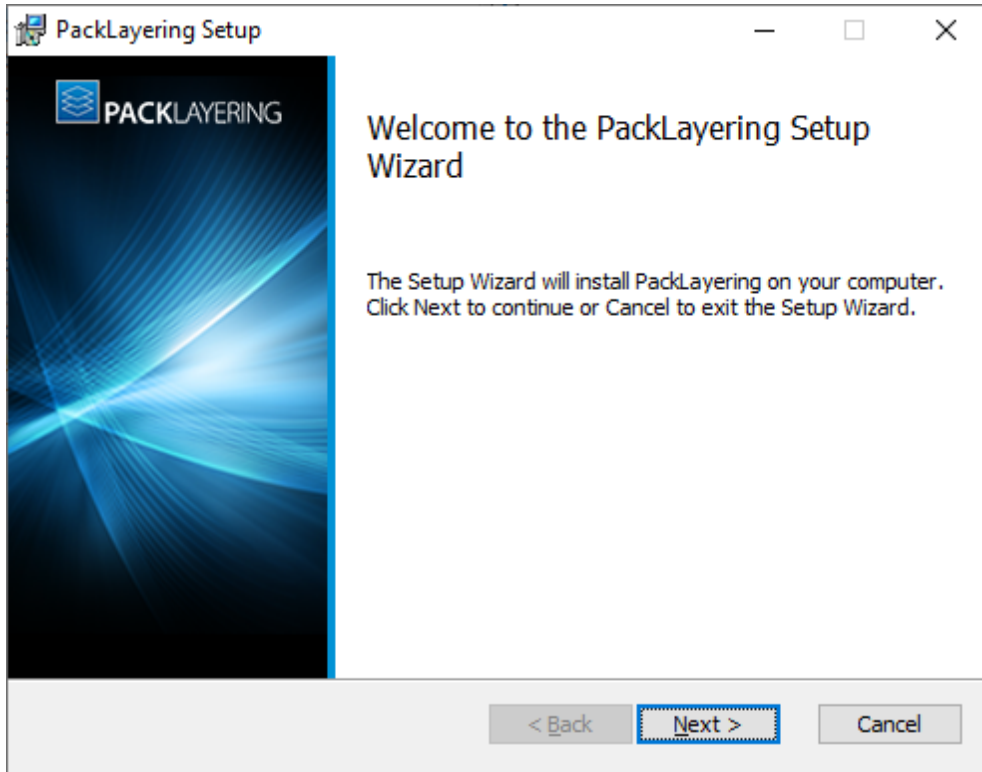 PackLayering Setup
PACKLAYERING
Welcome to the PackLayering Setup
Wizard
The Setup Wizard will install PackLayering on your computer.
Click Next to continue or Cancel to exit the Setup Wizard.
< Back
Next >
Cancel